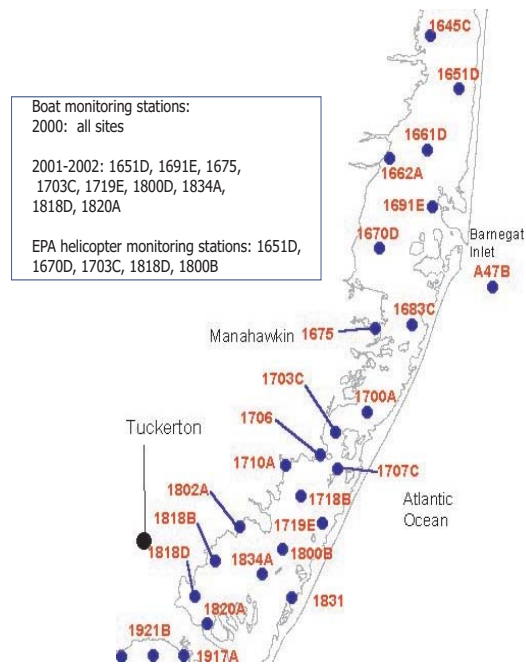 1645C
1651D
Boat monitoring stations:
2000: all sites
2001-2002: 1651D, 1691E, 1675,
1703C, 1719E, 1800D, 1834A,
1818D, 1820A
EPA helicopter monitoring stations: 1651D,
1670D, 1703C, 1818D, 1800B
1661D
1662A
1691E
1670D
Barnegat
Inlet
A47B
1683C
Manahawkin 1675
1703C
1700A
1706
Tuckerton
1710A
1707C
1802A
1718B
Atlantic
Ocean
1818B
1719E
1818D
1834A
1800B
1820A
1831
1921B
1917A